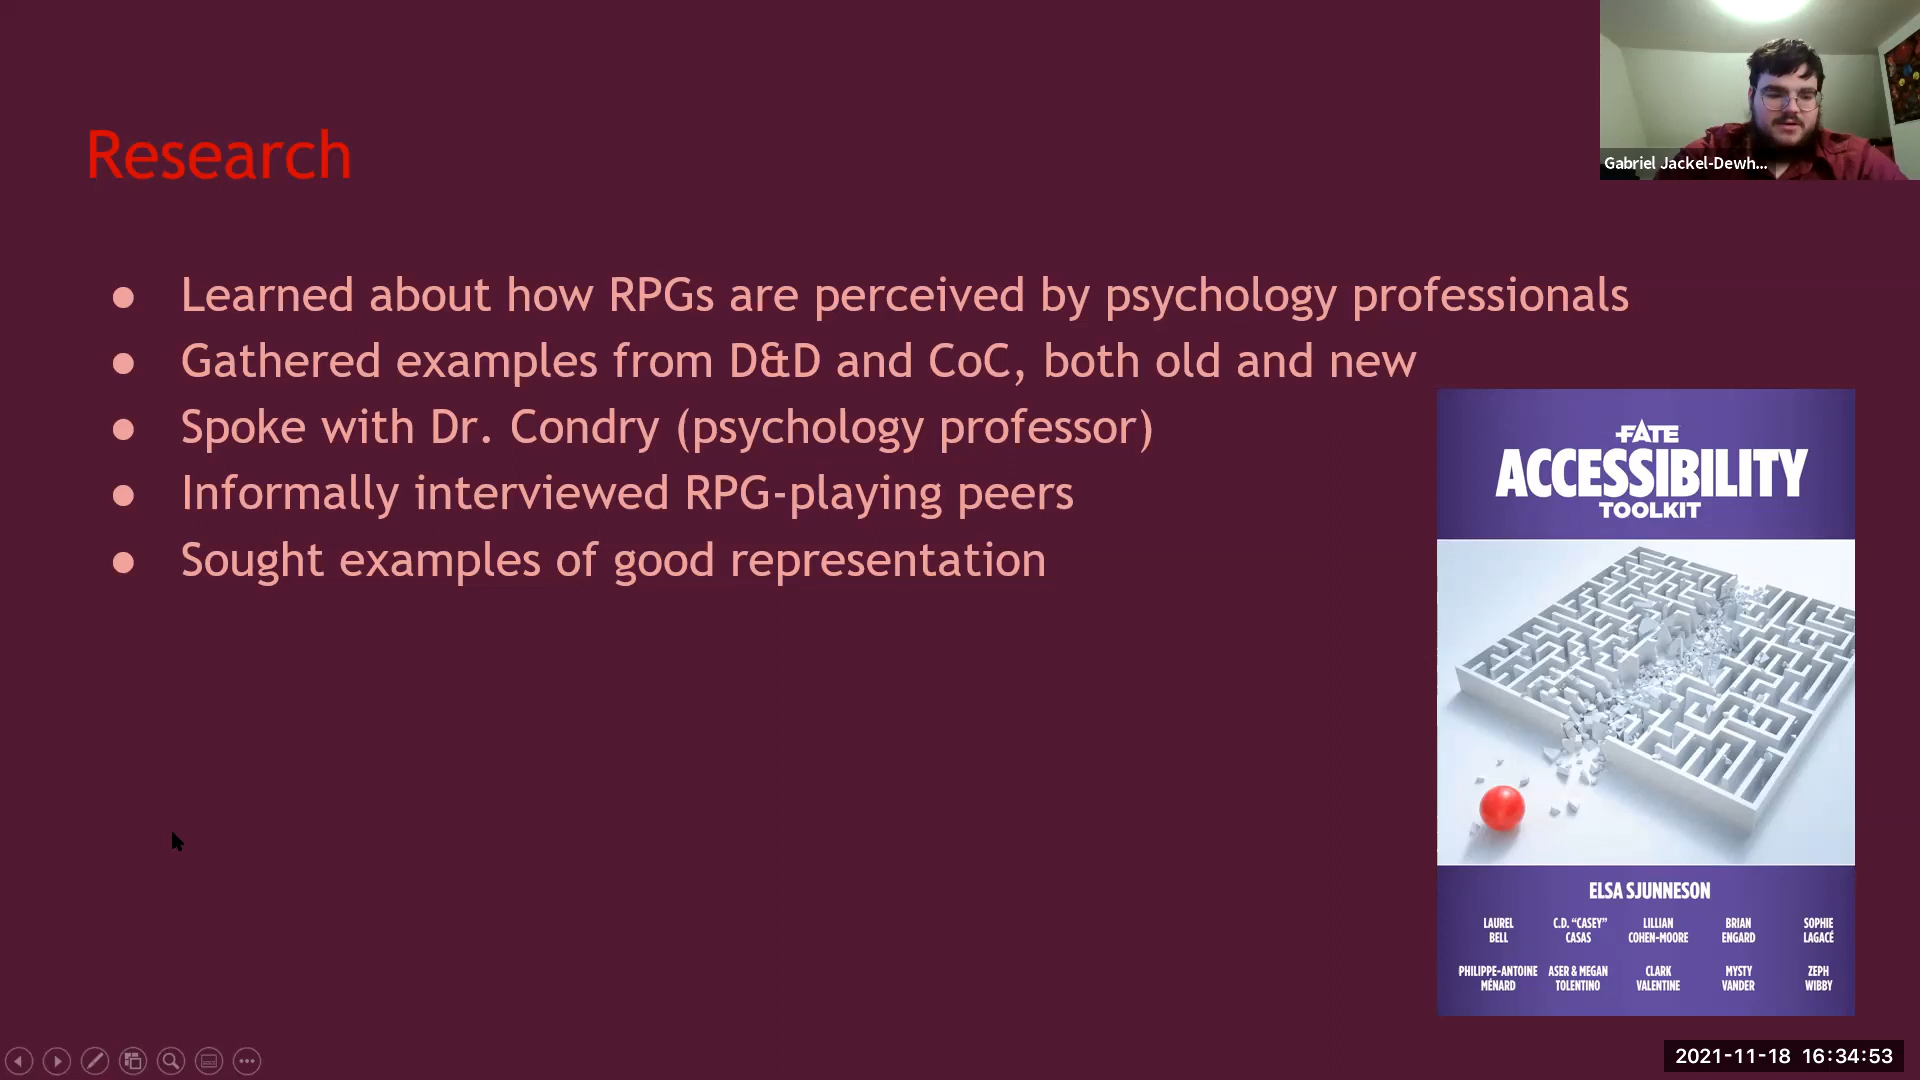 Research
● Learned about how RPGs are perceived by psychology professionals
● Gathered examples from D&D and CoC, both old and new
● Spoke with Dr. Condry (psychology professor)
● Informally interviewed RPG-playing peers
● Sought examples of good representation
Gabriel Jackel-Dewh...
FATE
ACCESSIBILITY
TOOLKIT
ELSA SJUNNESON
LAUREL BELL
C.D. “CASEY” CASAS
LILLIAN COHEN-MOORE
BRIAN ENGARD
SOPHIE LAGACÉ
PHILIPPE-ANTOINE MÉNARD
ASER & MEGAN TOLENTINO
CLARK VALENTINE
MYSTY VANDER
ZEPH WIBBY
2021-11-18 16:34:53